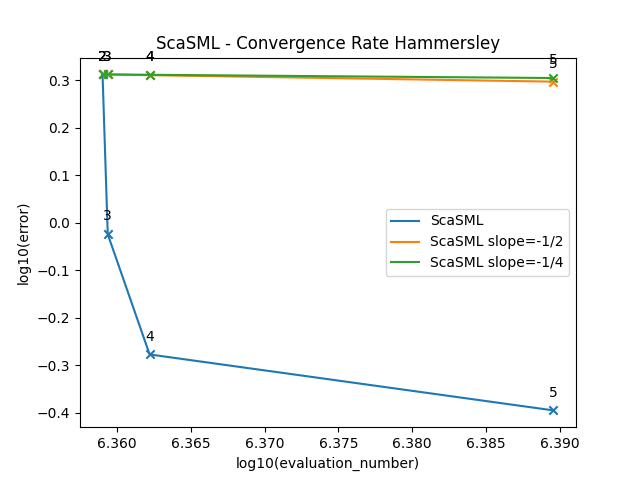 ScaSML - Convergence Rate Hammersley
2 3 4 5
5
0.3
0.2
0.1
0.0
−0.1
−0.2
−0.3
−0.4
log10(error)
3
4
5
ScaSML
ScaSML slope=-1/2
ScaSML slope=-1/4
6.360 6.365 6.370 6.375 6.380 6.385 6.390
log10(evaluation_number)